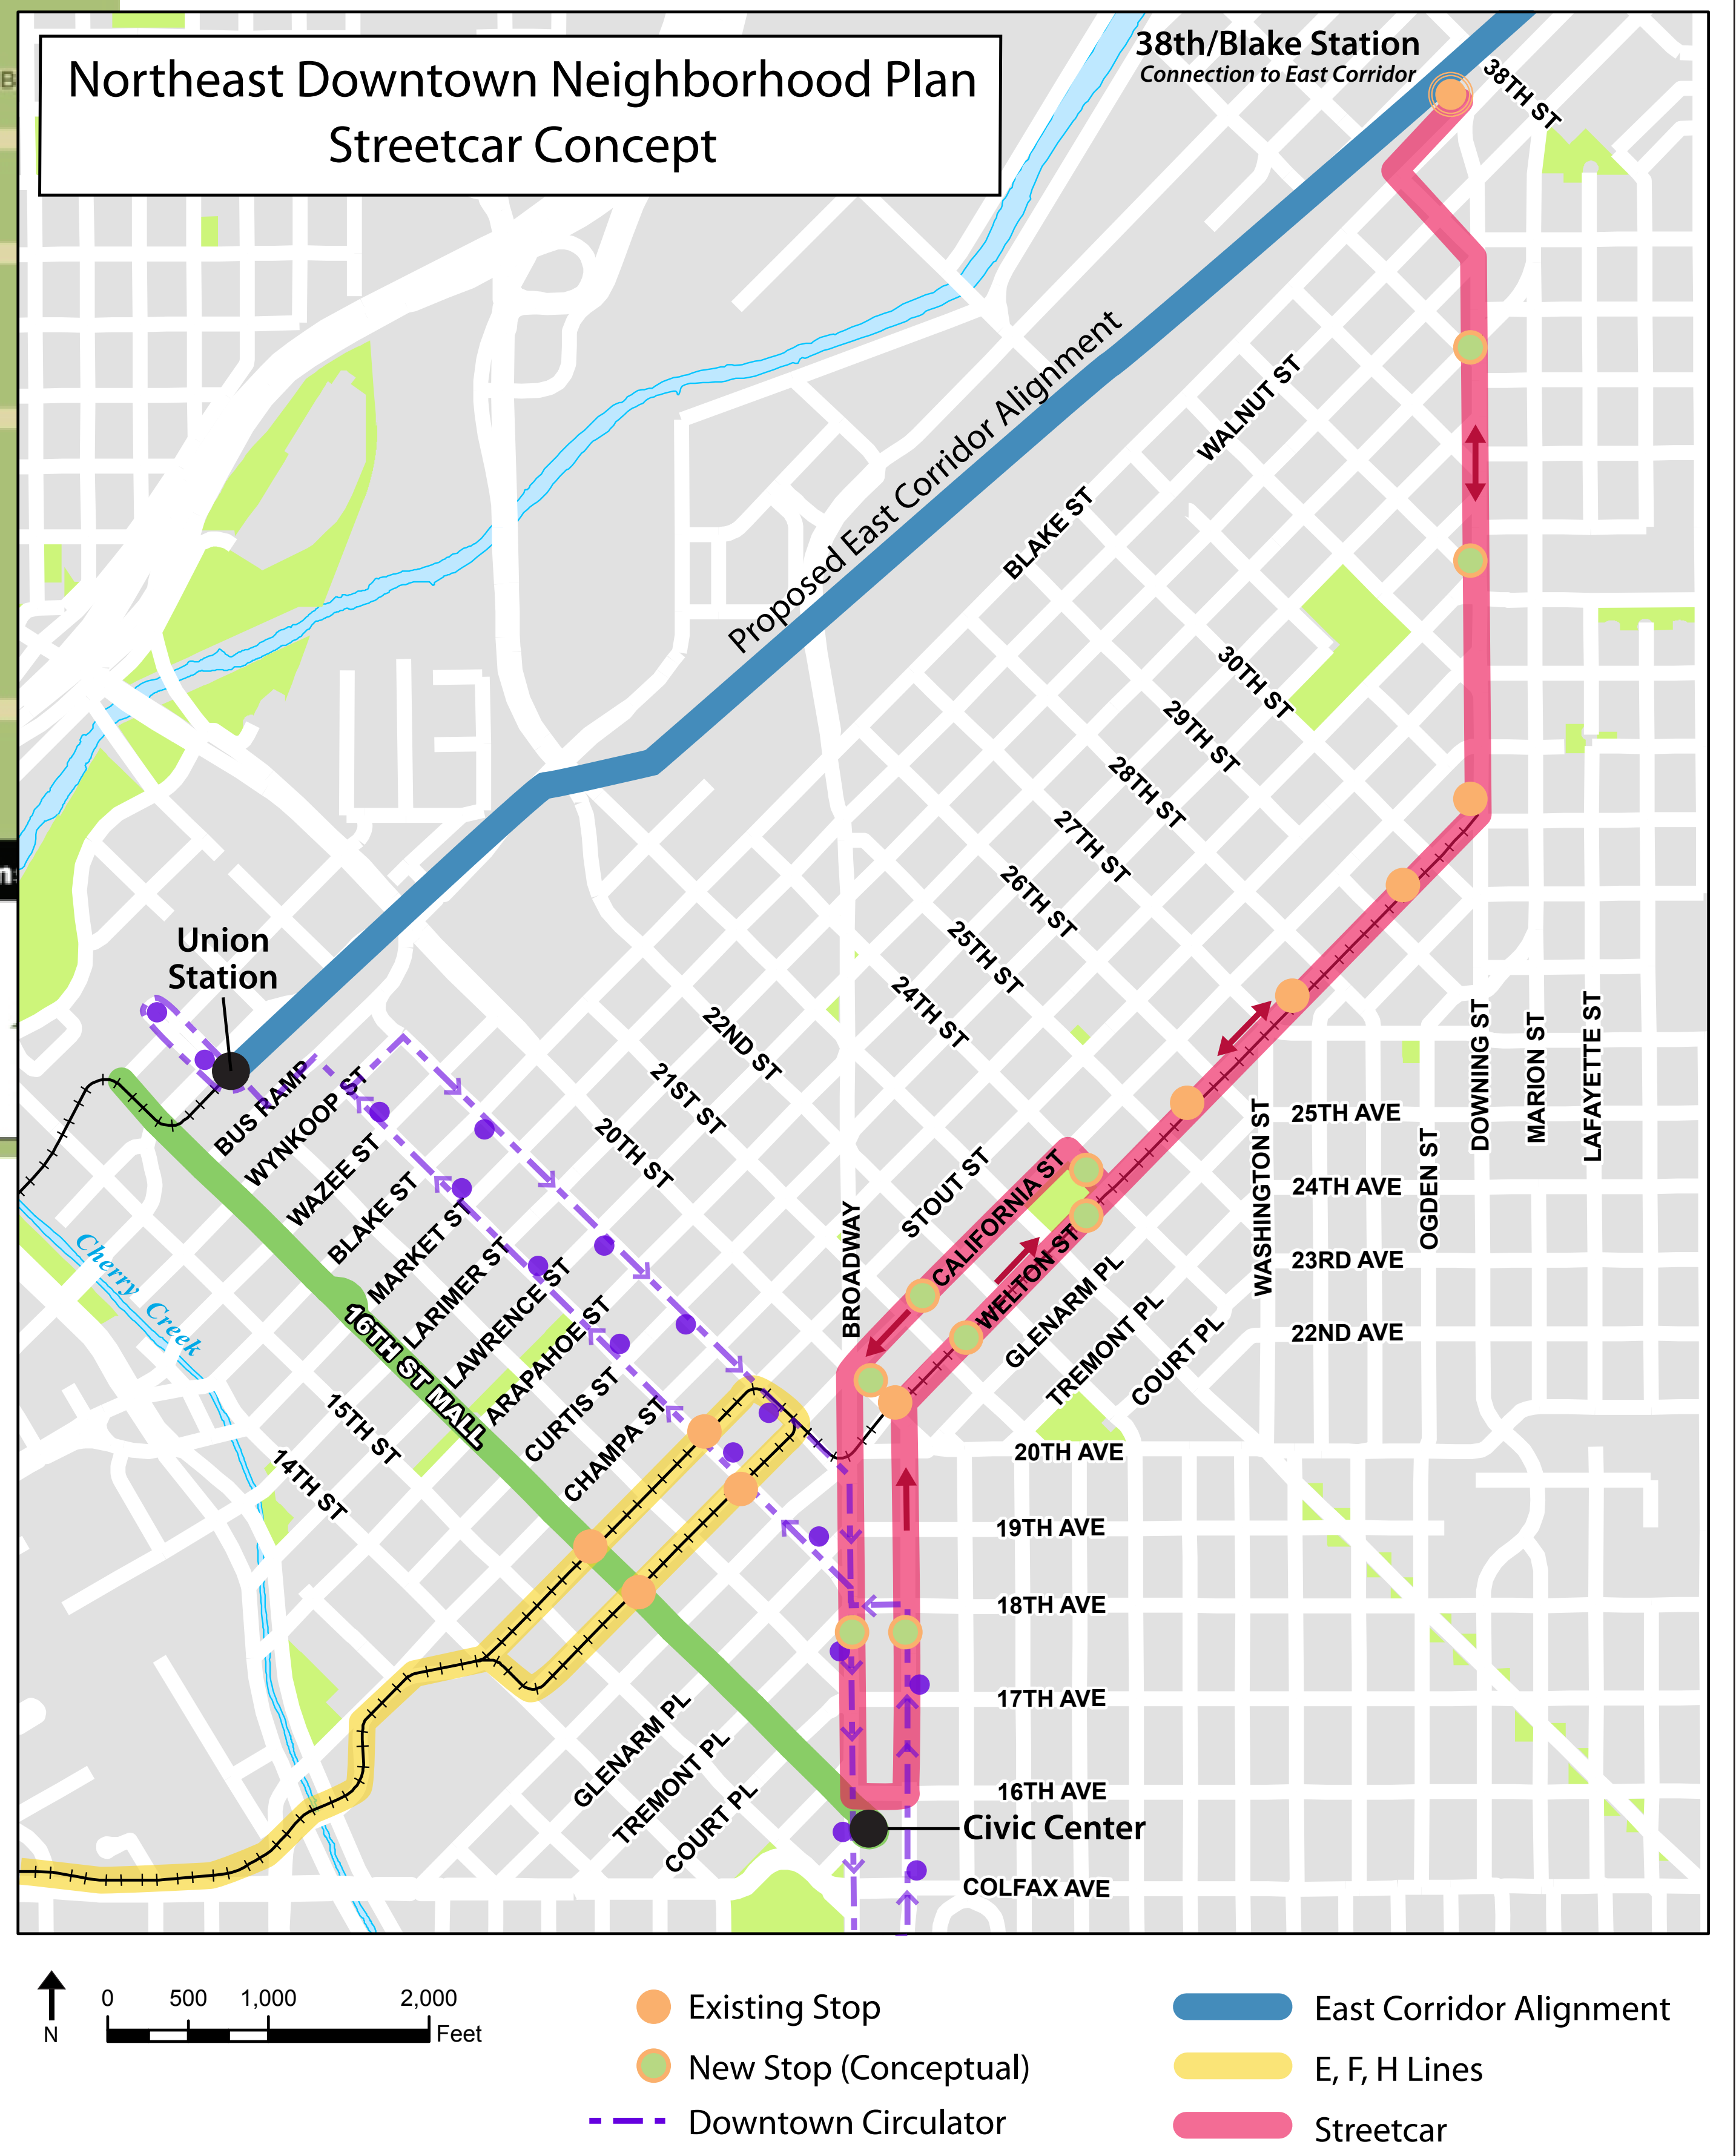 Northeast Downtown Neighborhood Plan
Streetcar Concept
38th/Blake Station
Connection to East Corridor
38TH ST
Proposed East Corridor Alignment
WALNUT ST
BLAKE ST
30TH ST
29TH ST
28TH ST
27TH ST
26TH ST
25TH ST
24TH ST
22ND ST
21ST ST
20TH ST
Union
Station
BUS RAMP
WYNKOOP ST
WAZEE ST
BLAKE ST
MARKET ST
LARIMER ST
LAWRENCE ST
ARAPAHOE ST
CURTIS ST
CHAMPA ST
Cherry Creek
16TH ST MALL
15TH ST
14TH ST
BROADWAY
STOUT ST
CALIFORNIA ST
WELTON ST
GLENARM PL
TREMONT PL
COURT PL
WASHINGTON ST
OGDEN ST
DOWNING ST
MARION ST
LAFAYETTE ST
25TH AVE
24TH AVE
23RD AVE
22ND AVE
20TH AVE
19TH AVE
18TH AVE
17TH AVE
16TH AVE
GLENARM PL
TREMONT PL
COURT PL
Civic Center
COLFAX AVE
N
0 500 1,000 2,000
Feet
Existing Stop
New Stop (Conceptual)
Downtown Circulator
East Corridor Alignment
E, F, H Lines
Streetcar